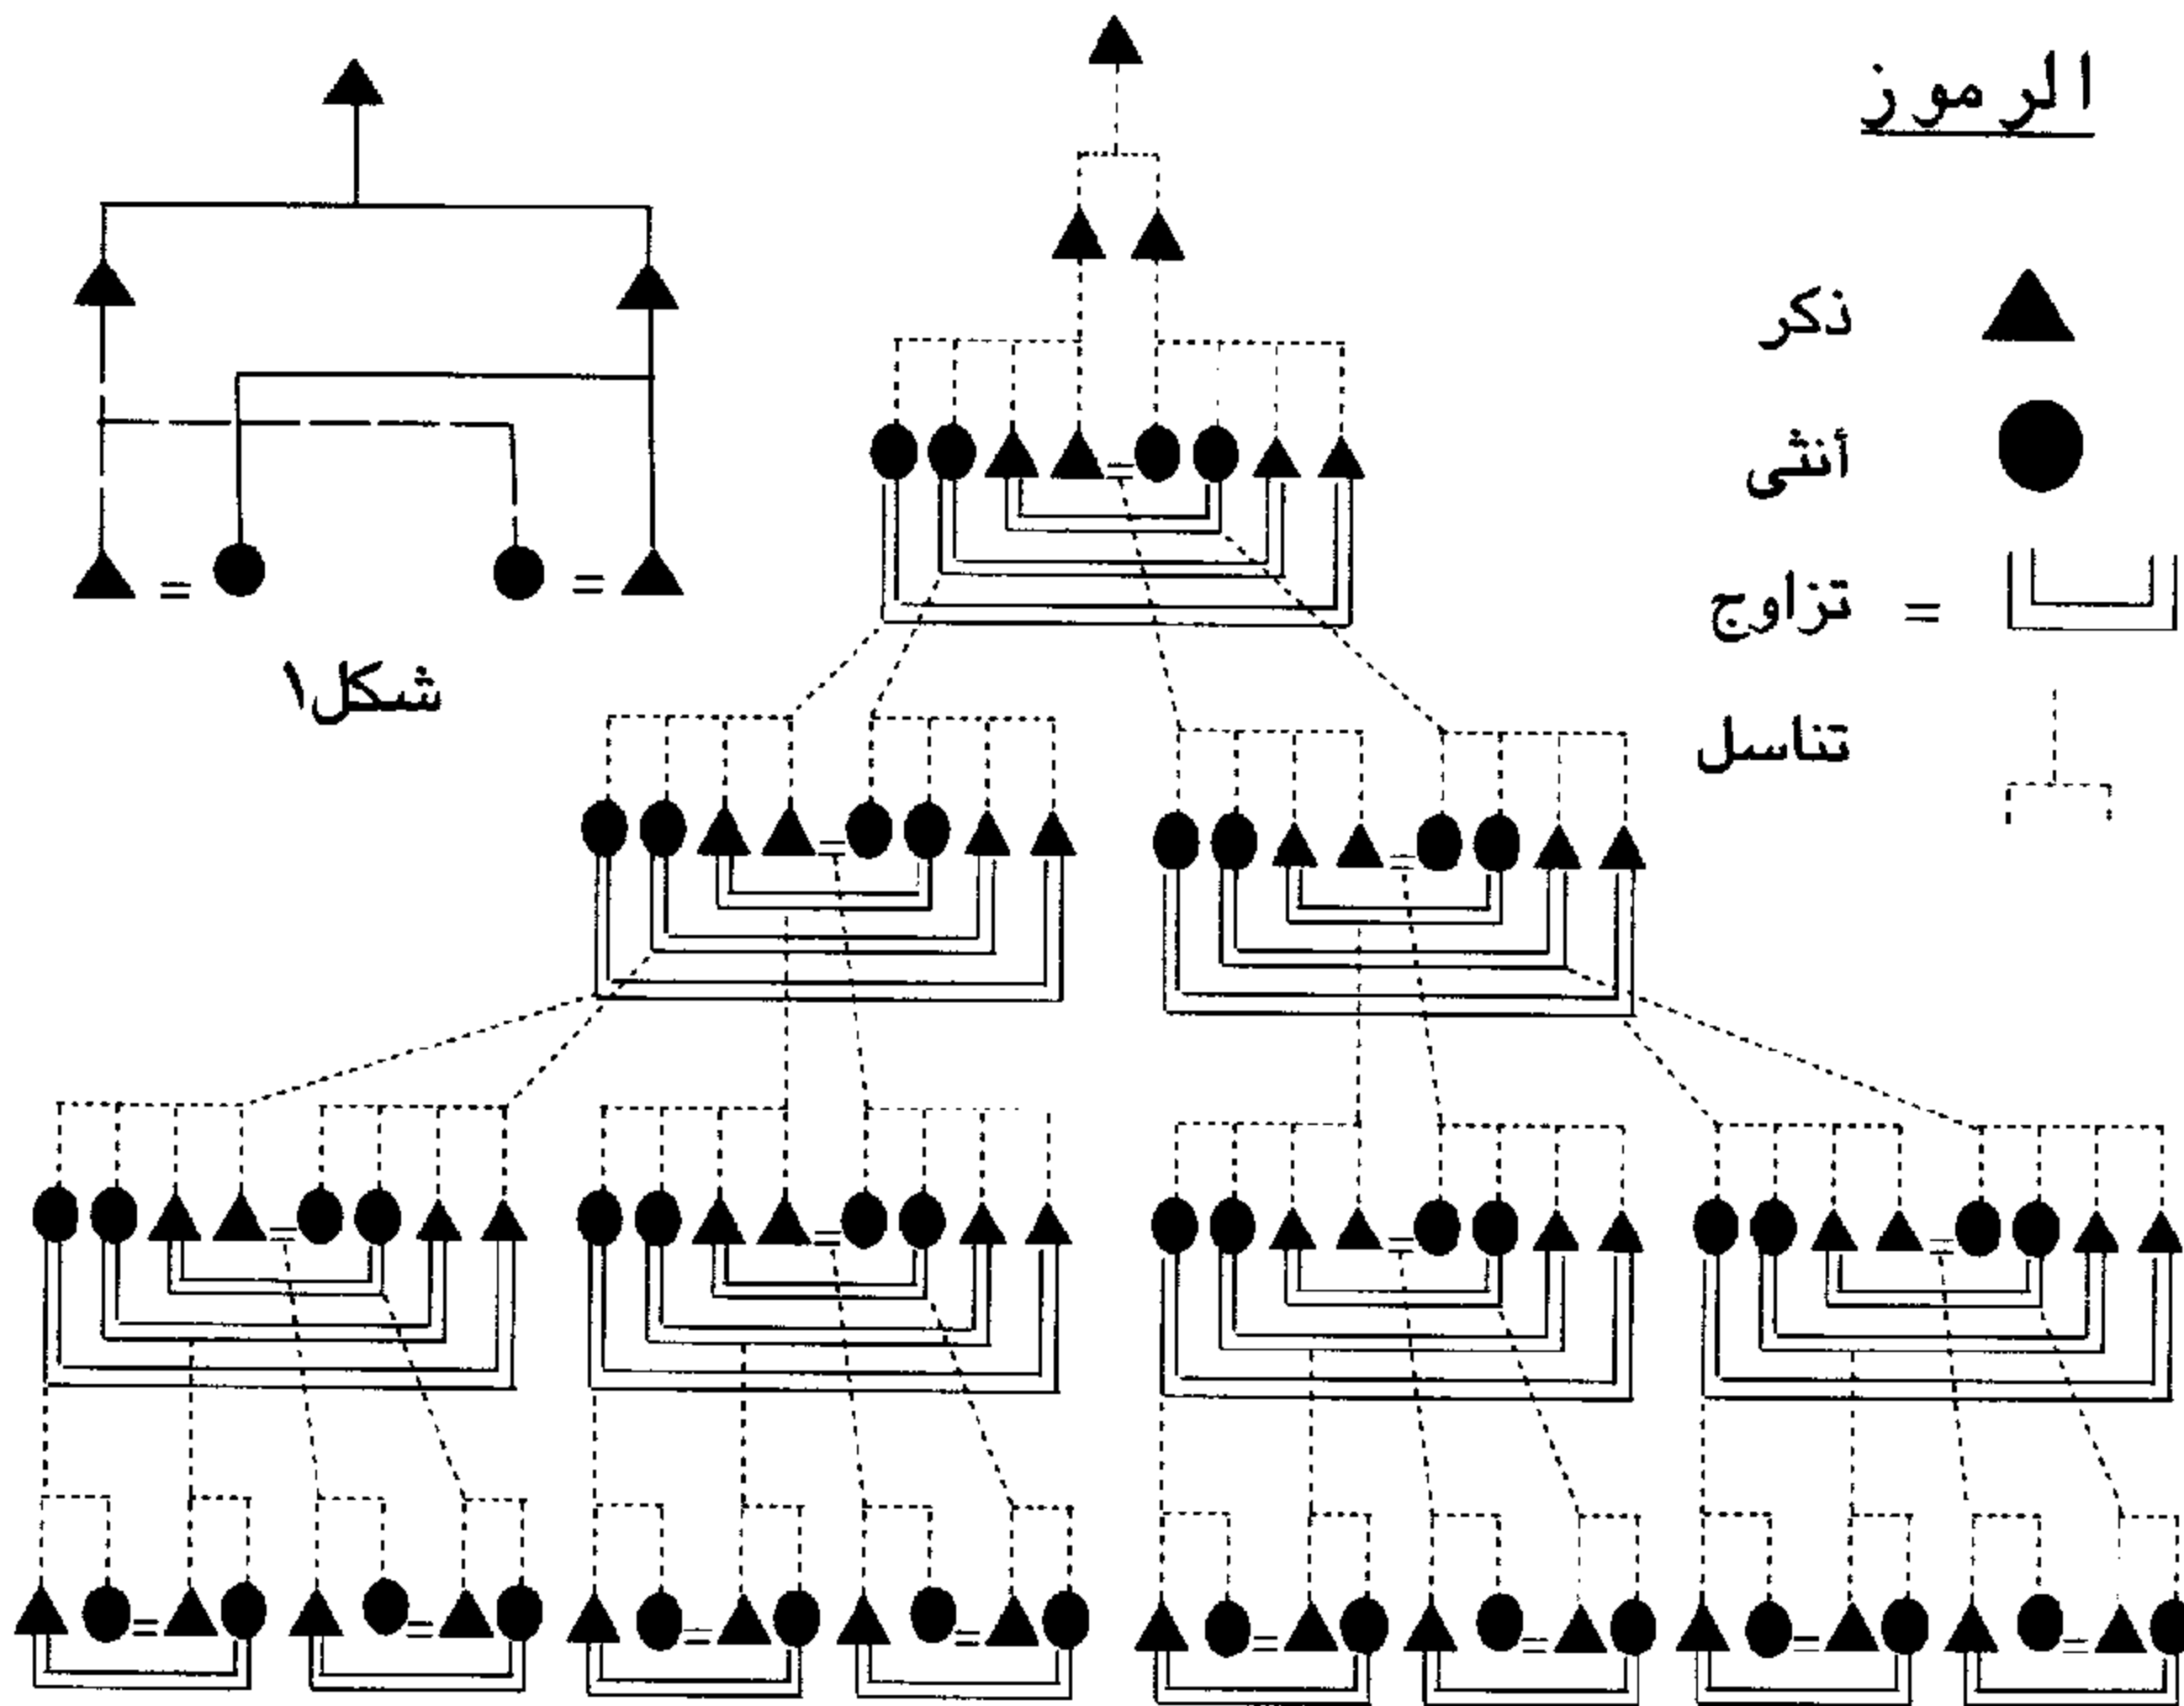 الرموز
ذكر
أنثى
تزاوج =
تناسل
شكل١